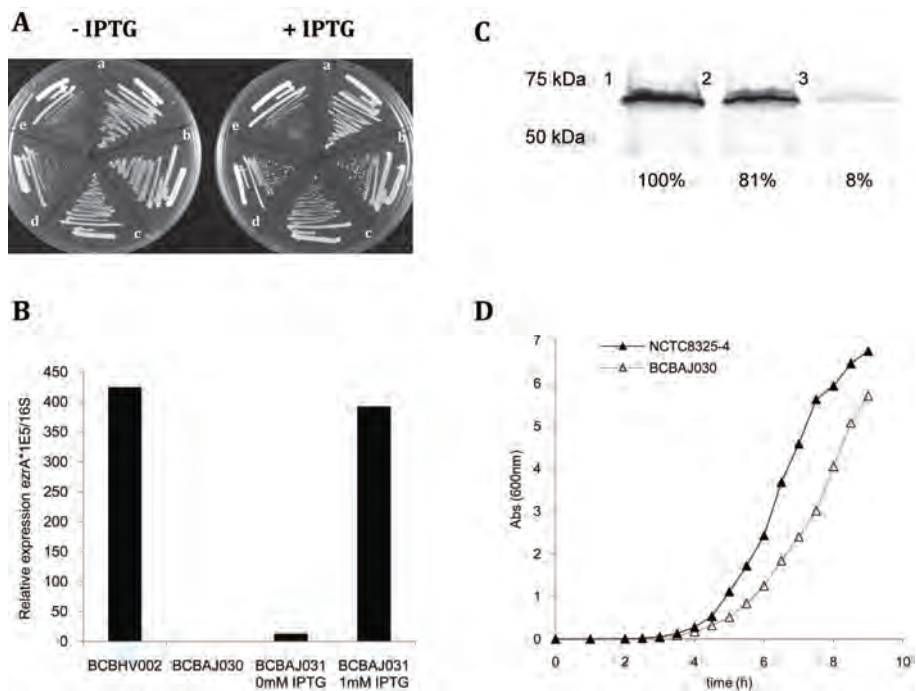 A
- IPTG
+ IPTG
a
b
c
d
e
a
b
c
d
e
B
Relative expression ezrA*1E5/16S
450
400
350
300
250
200
150
100
50
0
BCBHV002
BCBAJ030
BCBAJ031
0mM IPTG
BCBAJ031
1mM IPTG
C
75 kDa
50 kDa
1
2
3
100%
81%
8%
D
NCTC8325-4
BCBAJ030
Abs (600nm)
7
6
5
4
3
2
1
0
0
2
4
6
8
10
time (h)